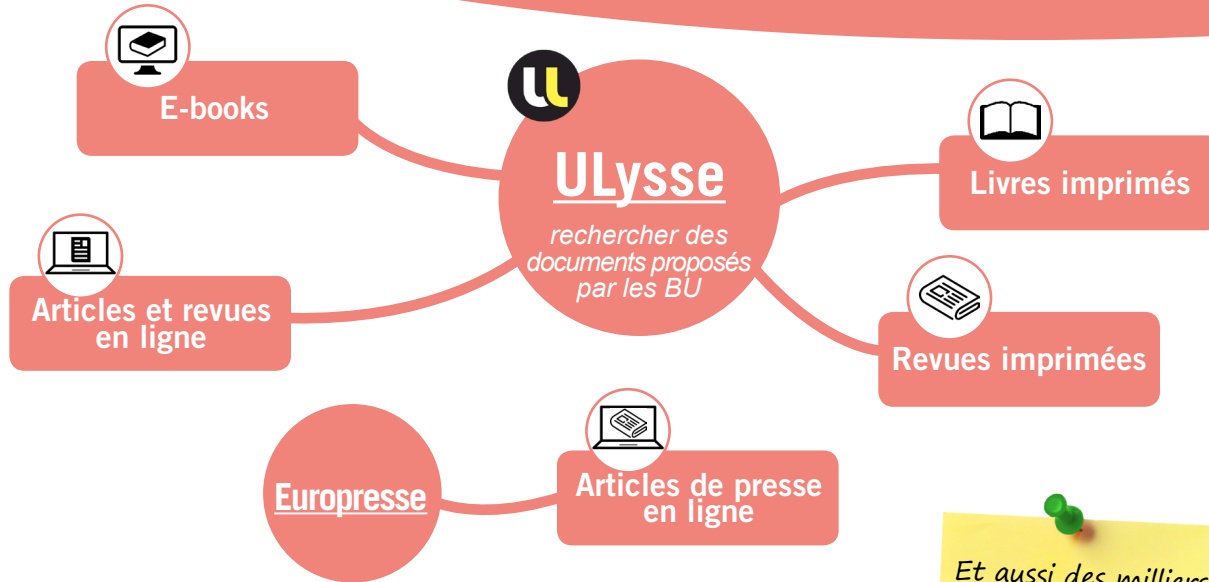 E-books
UL
ULysse
rechercher des
documents proposés
par les BU
Livres imprimés
Articles et revues
en ligne
Revues imprimées
Europresse
Articles de presse
en ligne
Et aussi des milliers